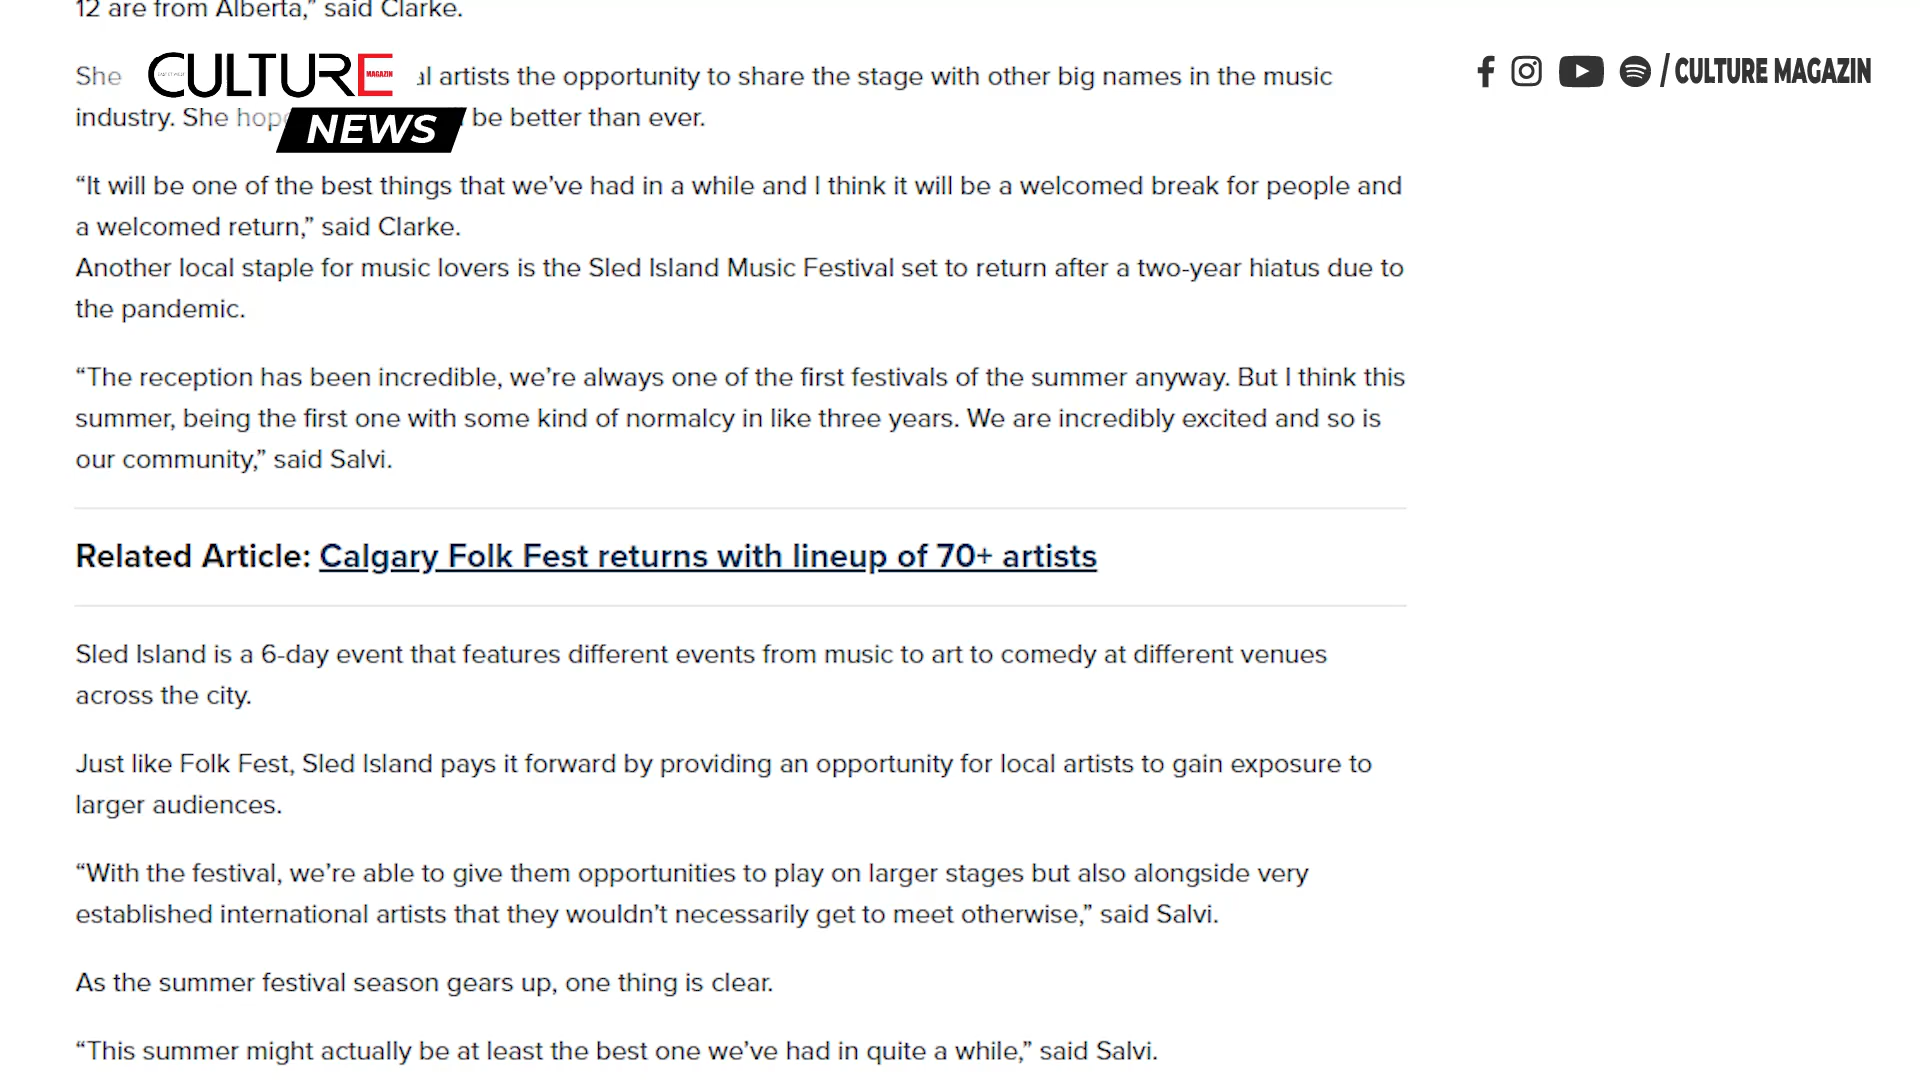 12 are from Alberta,” said Clarke.
She al artists the opportunity to share the stage with other big names in the music
industry. She hop be better than ever.
CULTURE
MAGAZIN
NEWS
/ CULTURE MAGAZIN
“It will be one of the best things that we’ve had in a while and I think it will be a welcomed break for people and
a welcomed return,” said Clarke.
Another local staple for music lovers is the Sled Island Music Festival set to return after a two-year hiatus due to
the pandemic.
“The reception has been incredible, we’re always one of the first festivals of the summer anyway. But I think this
summer, being the first one with some kind of normalcy in like three years. We are incredibly excited and so is
our community,” said Salvi.
Related Article: Calgary Folk Fest returns with lineup of 70+ artists
Sled Island is a 6-day event that features different events from music to art to comedy at different venues
across the city.
Just like Folk Fest, Sled Island pays it forward by providing an opportunity for local artists to gain exposure to
larger audiences.
“With the festival, we’re able to give them opportunities to play on larger stages but also alongside very
established international artists that they wouldn’t necessarily get to meet otherwise,” said Salvi.
As the summer festival season gears up, one thing is clear.
“This summer might actually be at least the best one we’ve had in quite a while,” said Salvi.